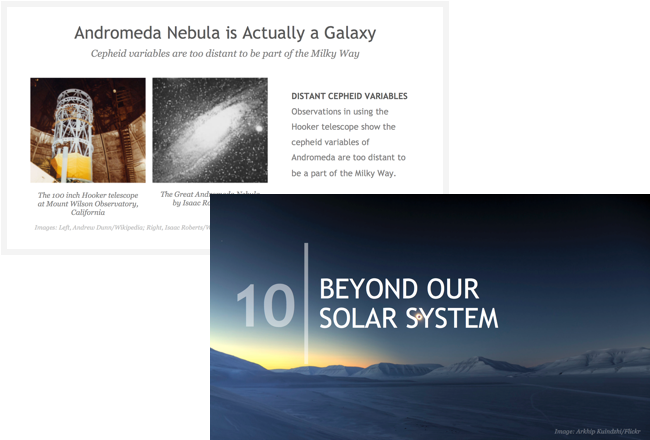 Andromeda Nebula is Actually a Galaxy
Cepheid variables are too distant to be part of the Milky Way
DISTANT CEPHEID VARIABLES
Observations in using the
Hooker telescope show the
cepheid variables of
Andromeda are too distant to
be a part of the Milky Way.
The 100 inch Hooker telescope
at Mount Wilson Observatory,
California
The Great Andromeda Nebula
by Isaac
Images: Left, Andrew Dunn/Wikipedia; Right, Isaac Roberts/
10
BEYOND OUR
SOLAR SYSTEM
Image: Arkhip Kuindzhi/Flickr